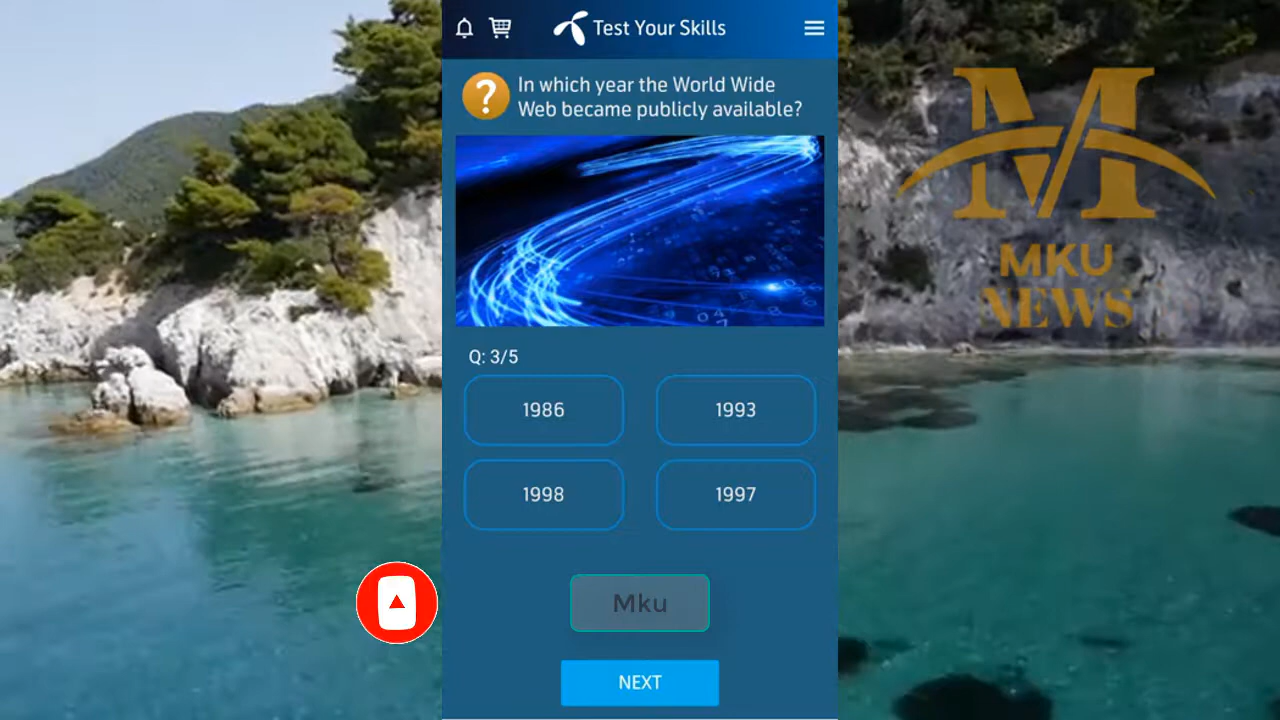 Test Your Skills
In which year the World Wide
Web became publicly available?
Q: 3/5
1986
1993
1998
1997
Mku
NEXT
MKU
NEWS